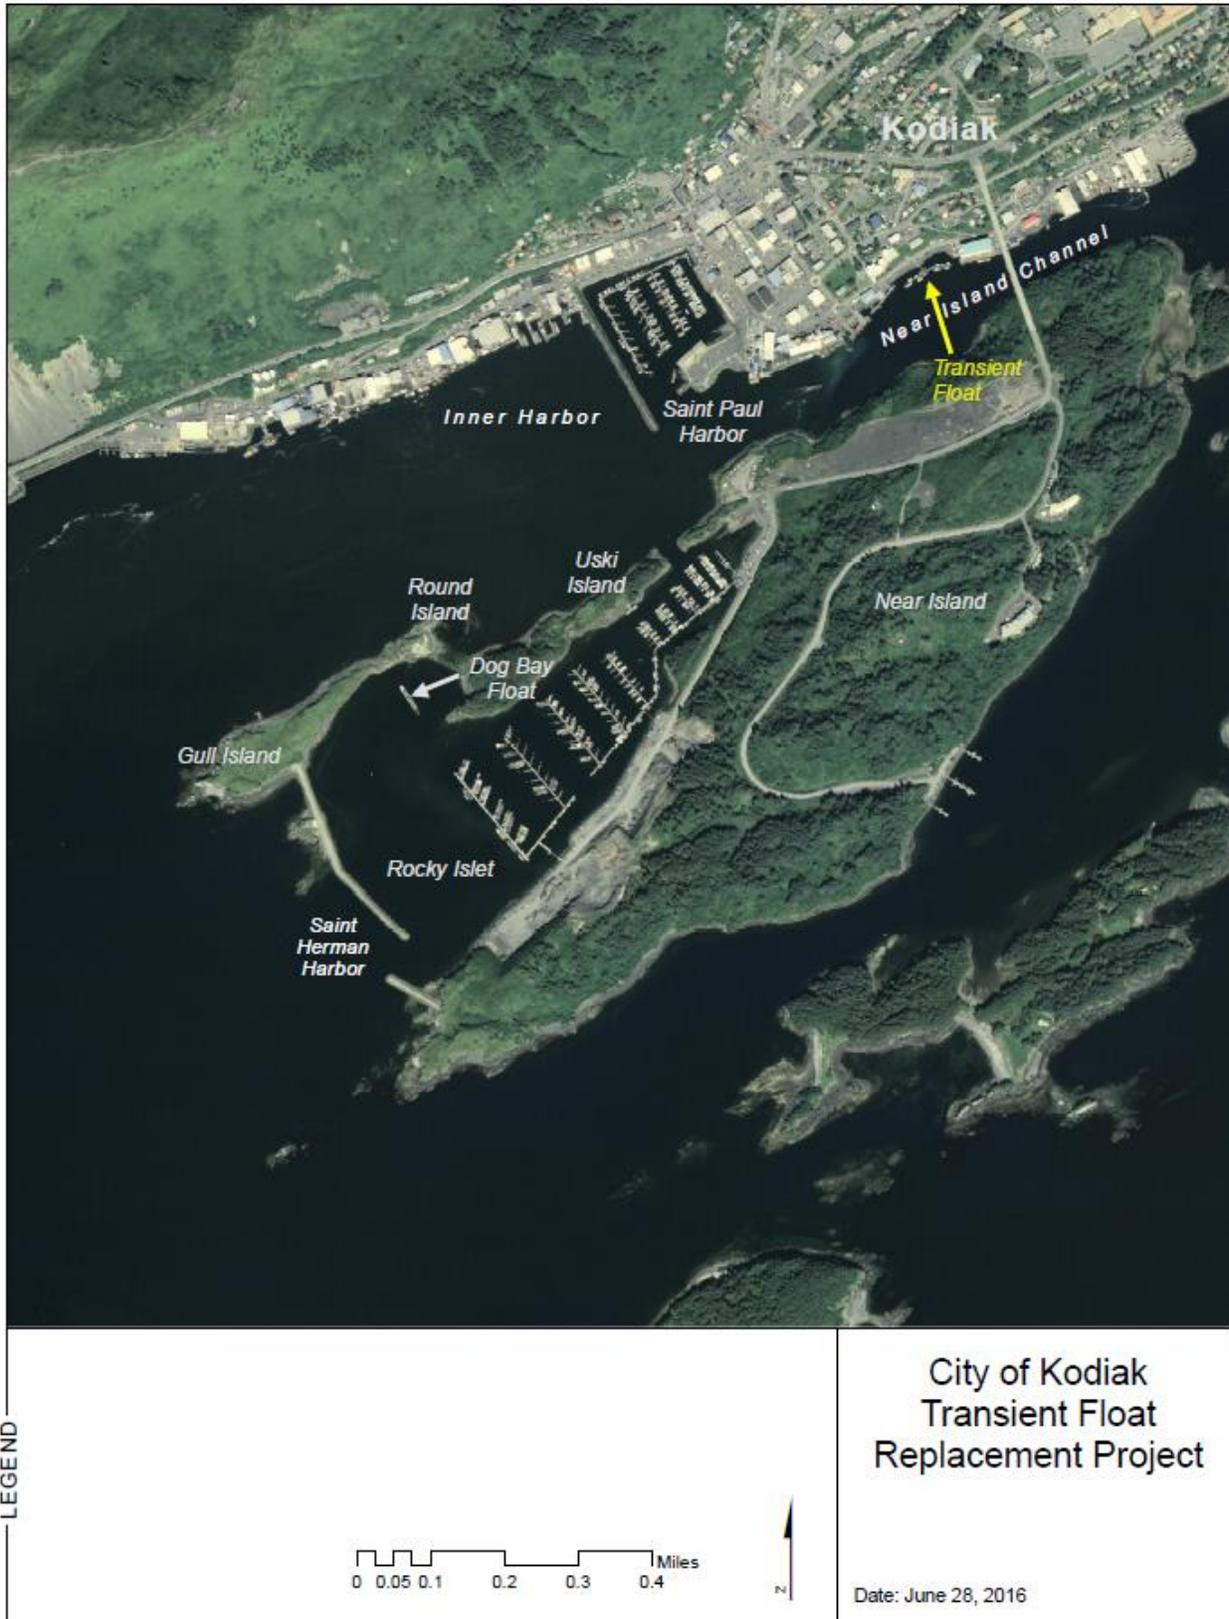 Kodiak
Near Island Channel
Transient
Float
Inner Harbor
Saint Paul
Harbor
Uski
Island
Round
Island
Near Island
Dog Bay
Float
Gull Island
Rocky Islet
Saint
Herman
Harbor
LEGEND
0 0.05 0.1 0.2 0.3 0.4
Miles
N
City of Kodiak
Transient Float
Replacement Project
Date: June 28, 2016